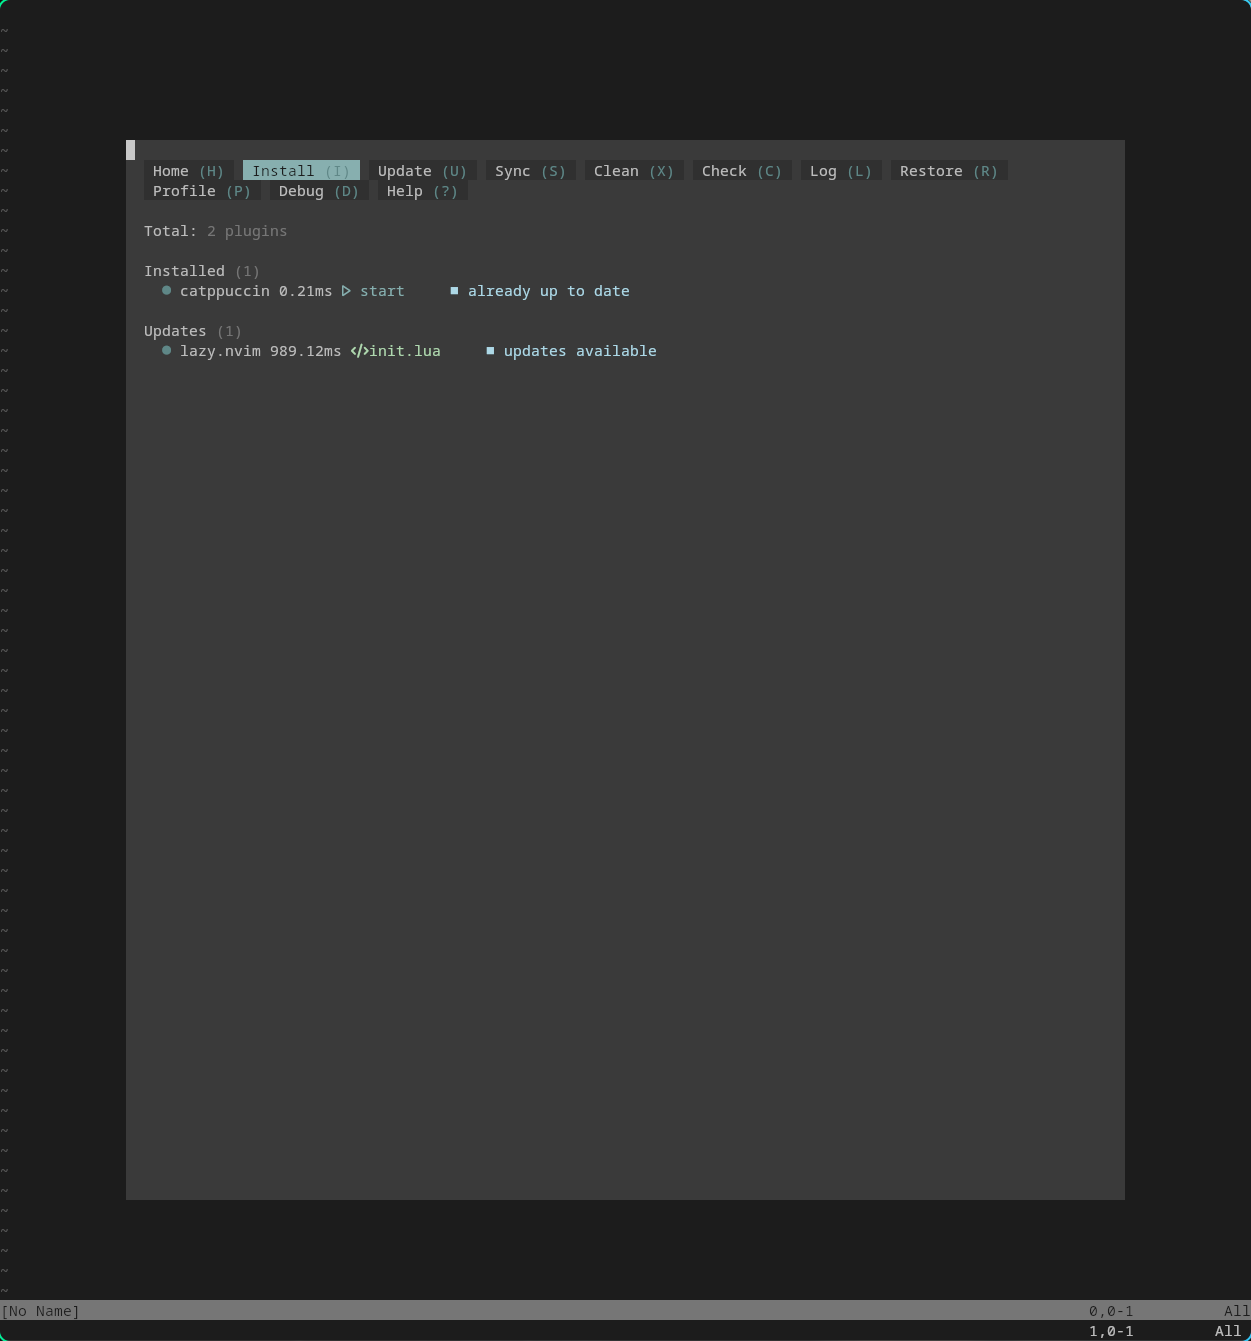 Home (H) Install (I) Update (U) Sync (S) Clean (X) Check (C) Log (L) Restore (R)
Profile (P) Debug (D) Help (?)
Total: 2 plugins
Installed (1)
● catppuccin 0.21ms ▷ start ■ already up to date
Updates (1)
● lazy.nvim 989.12ms </>init.lua ■ updates available
[No Name] 0,0-1 All
1,0-1 All